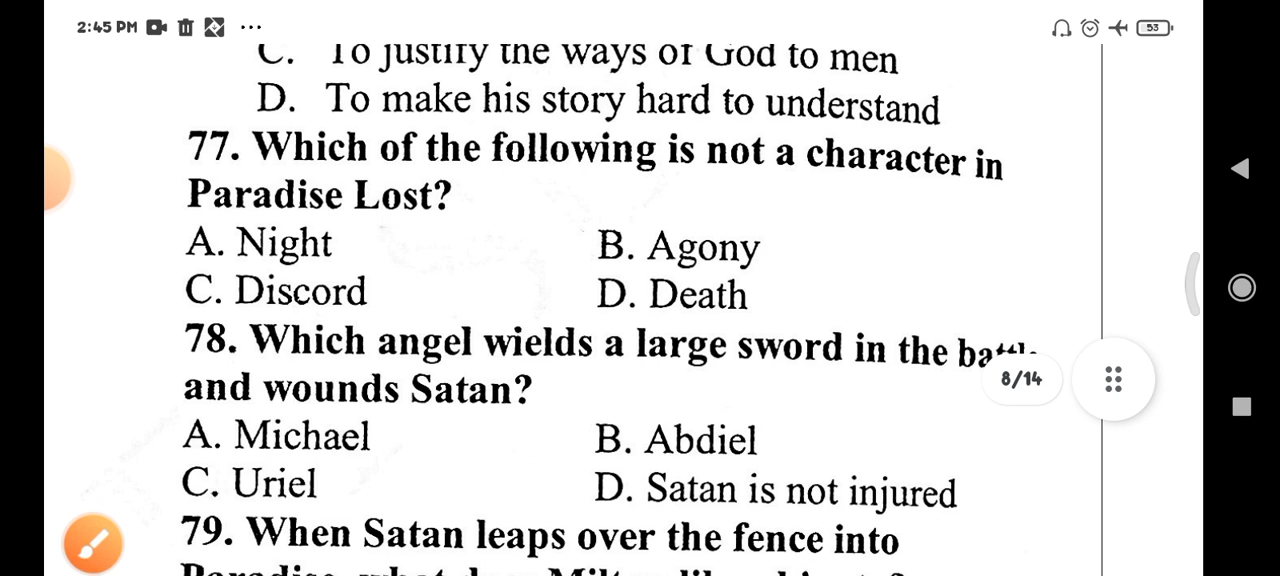 2:45 PM
53
C. To justify the ways of God to men
D. To make his story hard to understand
77. Which of the following is not a character in
Paradise Lost?
A. Night B. Agony
C. Discord D. Death
78. Which angel wields a large sword in the
and wounds Satan?
8/14
A. Michael B. Abdiel
C. Uriel D. Satan is not injured
79. When Satan leaps over the fence into